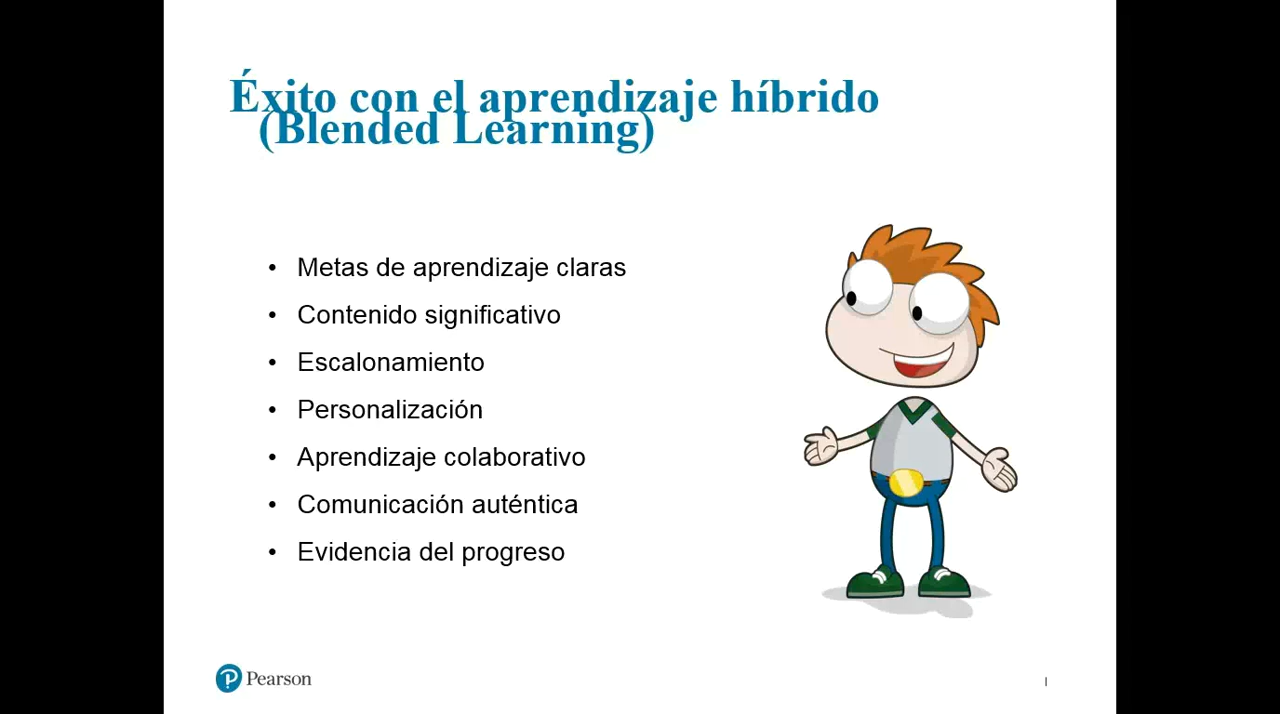 Éxito con el aprendizaje híbrido
(Blended Learning)
• Metas de aprendizaje claras
• Contenido significativo
• Escalonamiento
• Personalización
• Aprendizaje colaborativo
• Comunicación auténtica
• Evidencia del progreso
Pearson